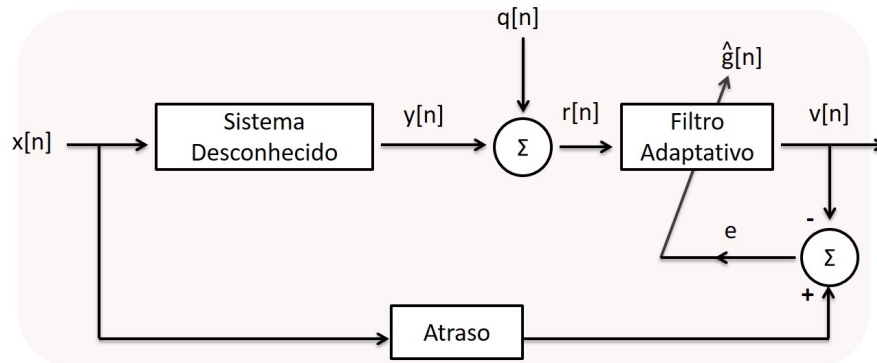 q[n]
ĝ[n]
x[n]
Sistema
Desconhecido
y[n]
Σ
r[n]
Filtro
Adaptativo
v[n]
-
e
Σ
+
Atraso